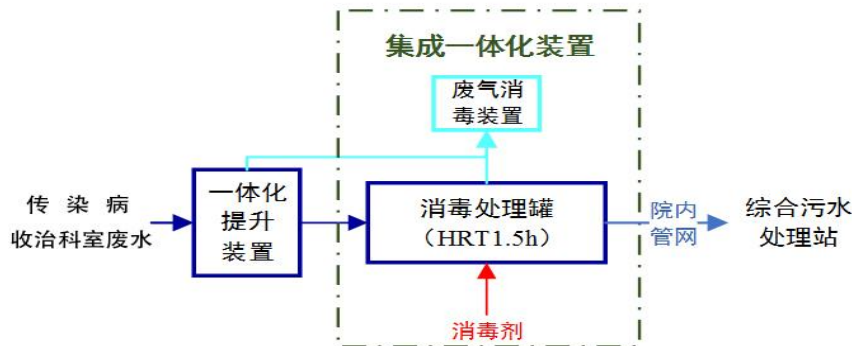 集成一体化装置
废气消
毒装置
传 染 病
收治科室废水
一体化
提升
装置
消毒处理罐
（HRT1.5h）
院内
管网
综合污水
处理站
消毒剂